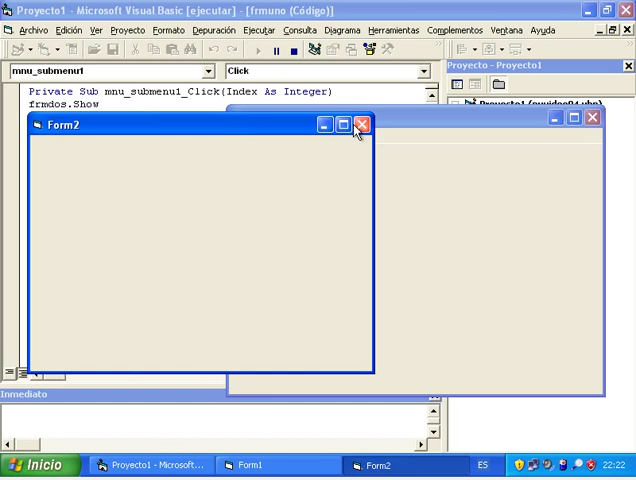 Proyecto1 - Microsoft Visual Basic [ejecutar] - [frmuno (Código)]
Archivo Edición Ver Proyecto Formato Depuración Ejecutar Consulta Diagrama Herramientas Complementos Ventana Ayuda
mnu_submenu1 Click
Proyecto - Proyecto1
Private Sub mnu_submenu1_Click(Index As Integer)
frmdos.Show
Form2
Inmediato
Inicio Proyecto1 - Microsoft... Form1 Form2 ES 22:22